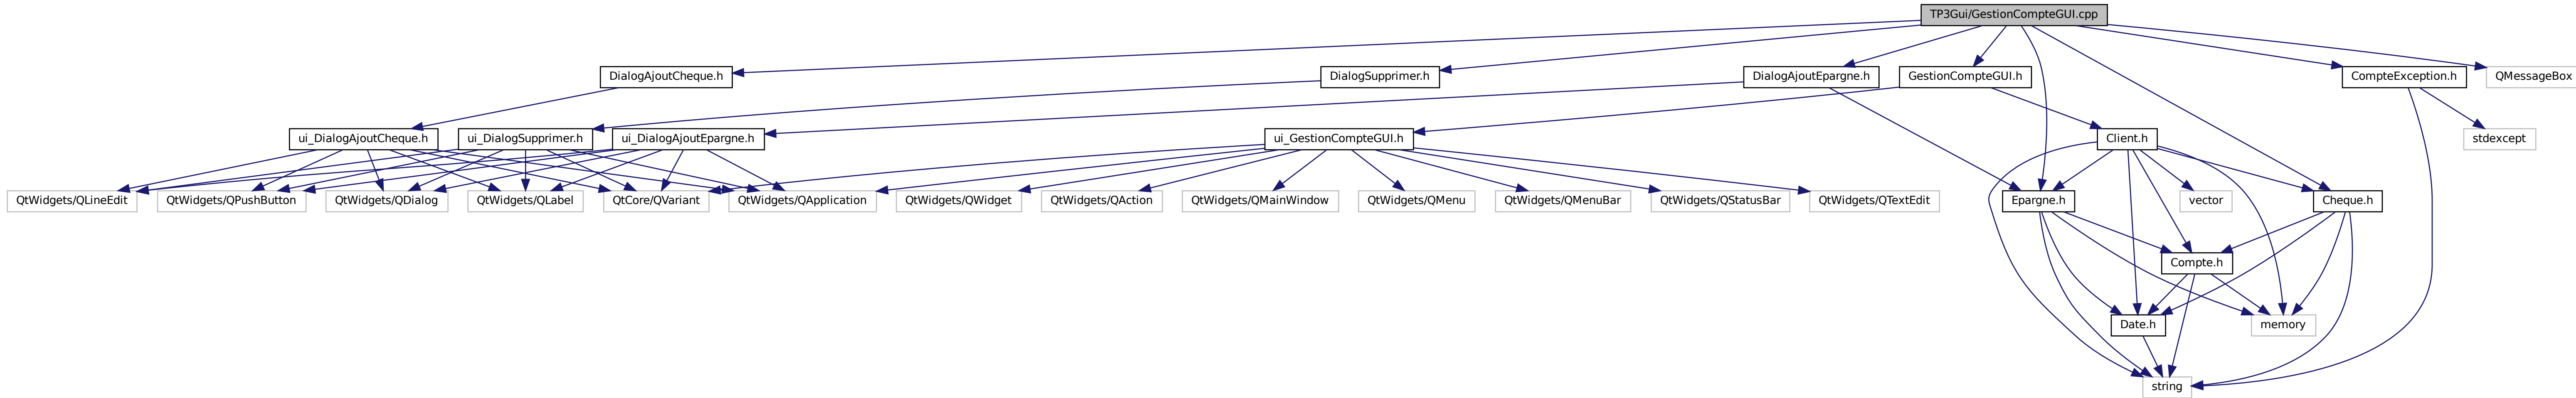 TP3Gui/GestionCompteGUI.cpp
DialogAjoutCheque.h
DialogSupprimer.h
DialogAjoutEpargne.h
GestionCompteGUI.h
CompteException.h
QMessageBox
ui_DialogAjoutCheque.h
ui_DialogSupprimer.h
ui_DialogAjoutEpargne.h
ui_GestionCompteGUI.h
Client.h
stdexcept
QtWidgets/QLineEdit
QtWidgets/QPushButton
QtWidgets/QDialog
QtWidgets/QLabel
QtCore/QVariant
QtWidgets/QApplication
QtWidgets/QWidget
QtWidgets/QAction
QtWidgets/QMainWindow
QtWidgets/QMenu
QtWidgets/QMenuBar
QtWidgets/QStatusBar
QtWidgets/QTextEdit
Epargne.h
vector
Cheque.h
Compte.h
Date.h
memory
string